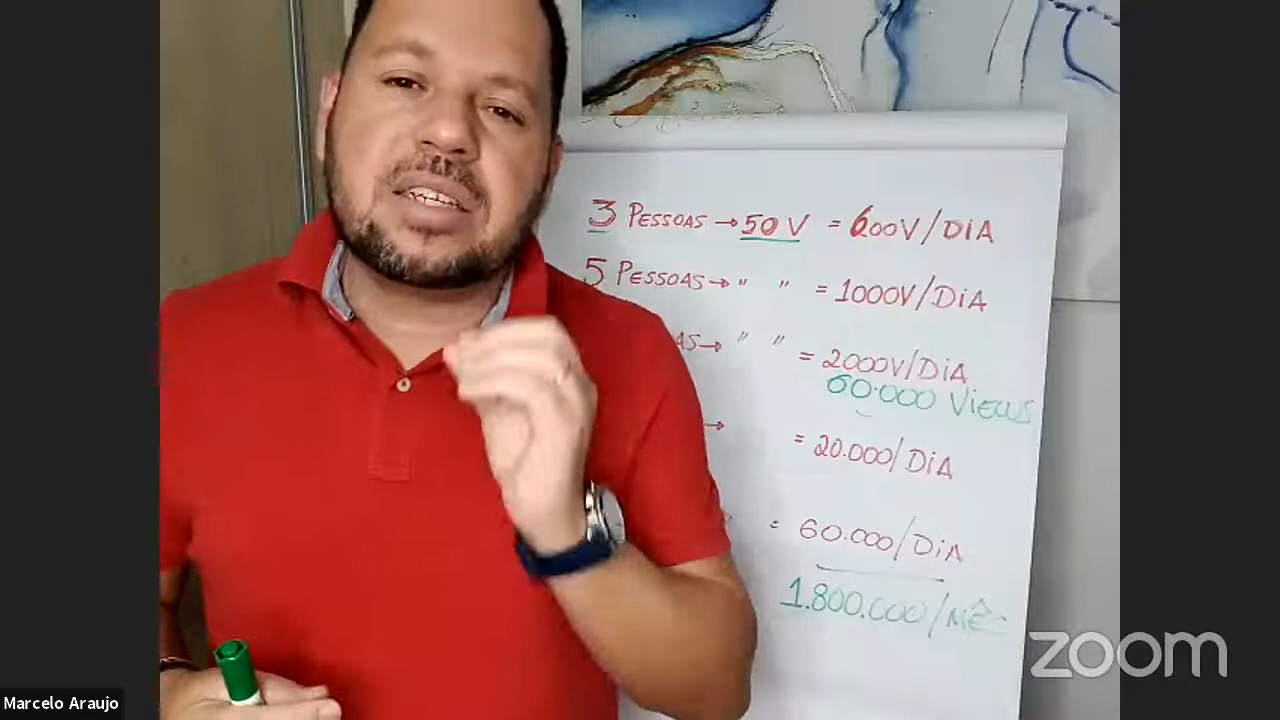 3 PESSOAS → 50 V = 600V/DIA
5 PESSOAS → " " = 1000V/DIA
AS → " " = 2000V/DIA
60.000 VIEWS
→ = 20.000/DIA
" = 60.000/DIA
1.800.000/MÊS
zoom
Marcelo Araujo